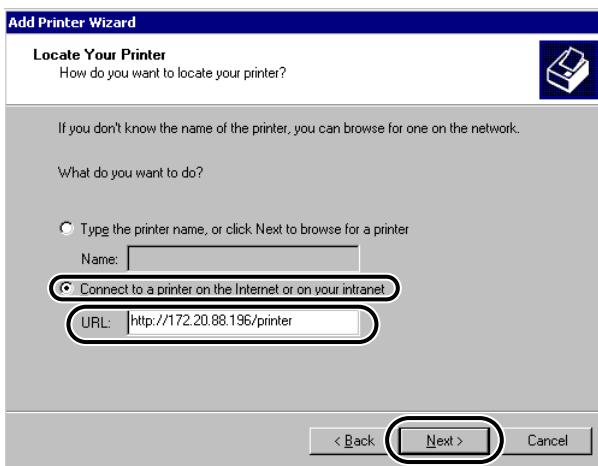 Add Printer Wizard
Locate Your Printer
How do you want to locate your printer?
If you don't know the name of the printer, you can browse for one on the network.
What do you want to do?
Type the printer name, or click Next to browse for a printer
Name:
Connect to a printer on the Internet or on your intranet
URL: http://172.20.88.196/printer
< Back Next > Cancel